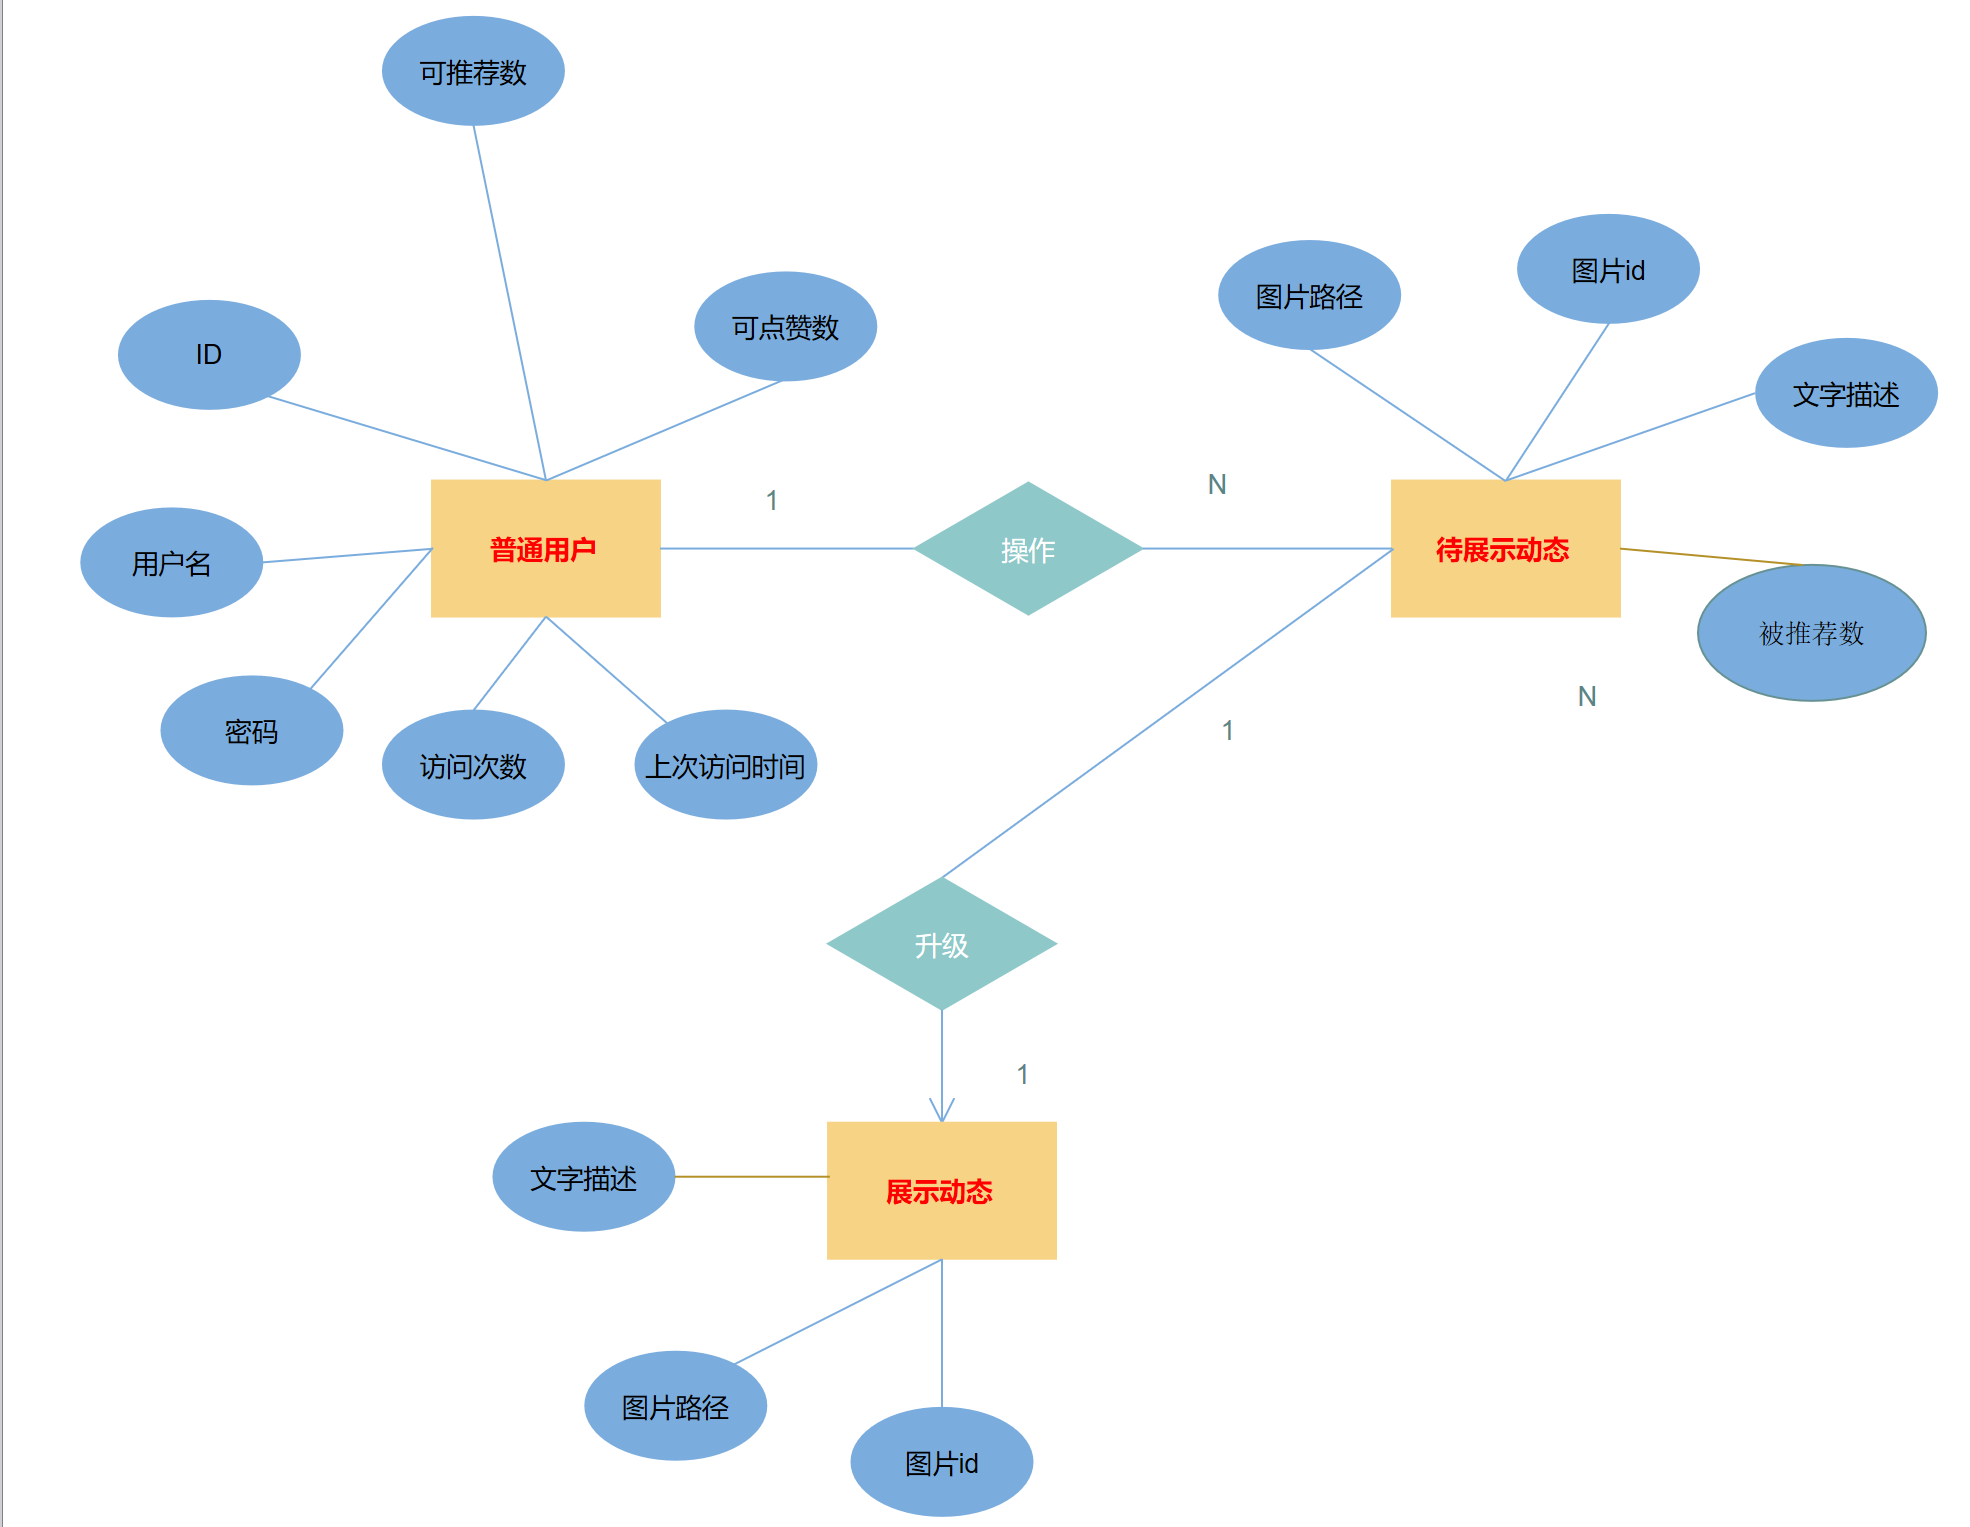 可推荐数
图片id
可点赞数
图片路径
ID
文字描述
1
N
用户名
普通用户
操作
待展示动态
被推荐数
密码
访问次数
上次访问时间
N
1
升级
1
文字描述
展示动态
图片路径
图片id